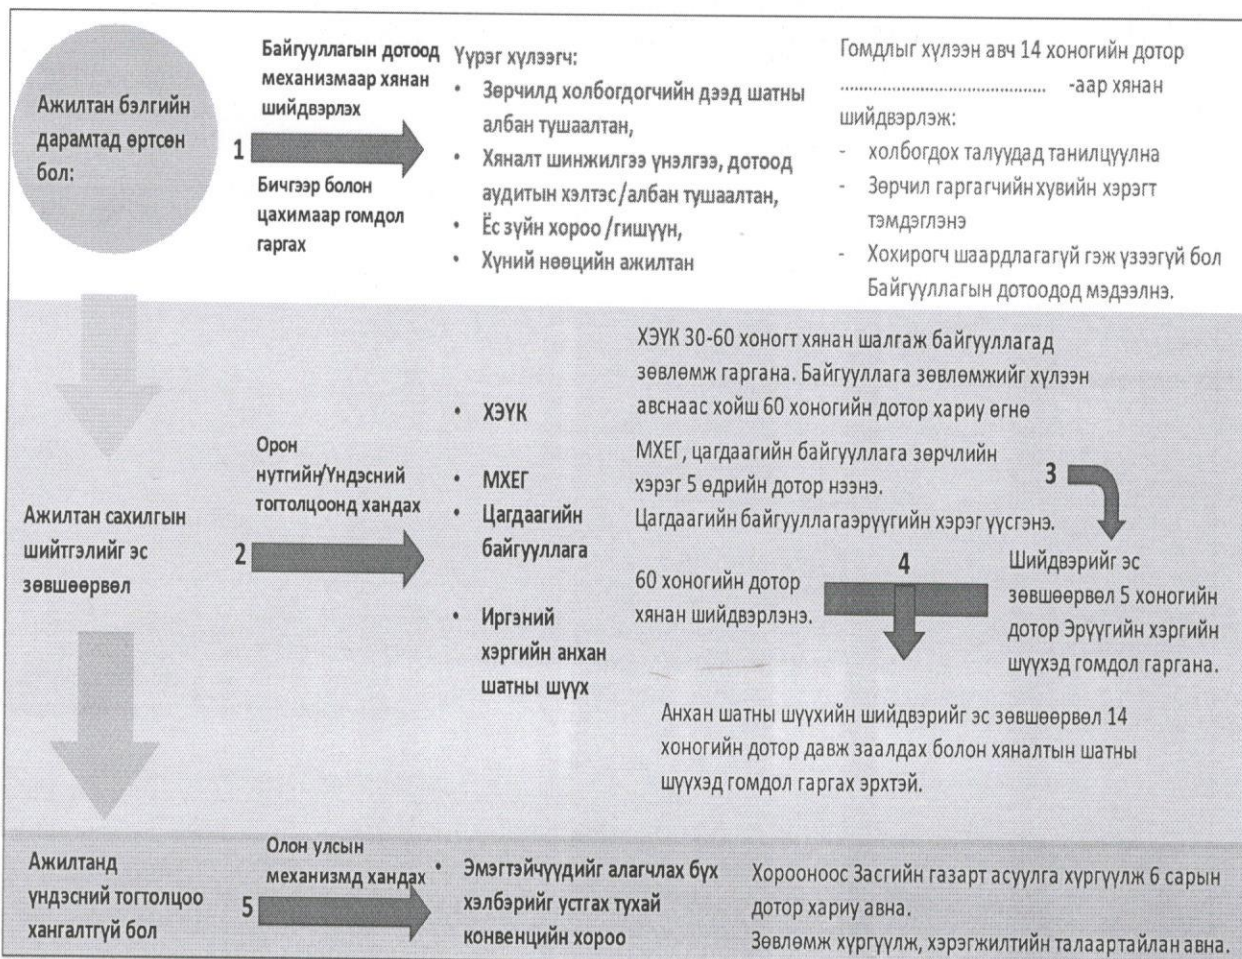 Ажилтан бэлгийн
дарамтад өртсөн
бол:
Байгууллагын дотоод
механизмаар хянан
шийдвэрлэх
1
Бичгээр болон
цахимаар гомдол
гаргах
Үүрэг хүлээгч:
• Зөрчилд холбогдогчийн дээд шатны
албан тушаалтан,
• Хяналт шинжилгээ үнэлгээ, дотоод
аудитын хэлтэс/албан тушаалтан,
• Ёс зүйн хороо/гишүүн,
• Хүний нөөцийн ажилтан
Гомдлыг хүлээн авч 14 хоногийн дотор
........................................ -аар хянан
шийдвэрлэж:
- холбогдох талуудад танилцуулна
- Зөрчил гаргагчийн хувийн хэрэгт
тэмдэглэнэ
- Хохирогч шаардлагагүй гэж үзээгүй бол
Байгууллагын дотоодод мэдээлнэ.
Ажилтан сахилгын
шийтгэлийг эс
зөвшөөрвөл
Орон
нутгийн/Үндэсний
тогтолцоонд хандах
2
• ХЭҮК
• МХЕГ
• Цагдаагийн
байгууллага
• Иргэний
хэргийн анхан
шатны шүүх
ХЭҮК 30-60 хоногт хянан шалгаж байгууллагад
зөвлөмж гаргана. Байгууллага зөвлөмжийг хүлээн
авснаас хойш 60 хоногийн дотор хариу өгнө
МХЕГ, цагдаагийн байгууллага зөрчлийн
хэрэг 5 өдрийн дотор нээнэ.
Цагдаагийн байгууллагаэрүүгийн хэрэг үүсгэнэ.
3
60 хоногийн дотор
хянан шийдвэрлэнэ.
4
Шийдвэрийг эс
зөвшөөрвөл 5 хоногийн
дотор Эрүүгийн хэргийн
шүүхэд гомдол гаргана.
Анхан шатны шүүхийн шийдвэрийг эс зөвшөөрвөл 14
хоногийн дотор давж заалдах болон хяналтын шатны
шүүхэд гомдол гаргах эрхтэй.
Ажилтанд
үндэсний тогтолцоо
хангалтгүй бол
Олон улсын
механизмд хандах
5
• Эмэгтэйчүүдийг алагчлах бүх
хэлбэрийг устгах тухай
конвенцийн хороо
Хорооноос Засгийн газарт асуулга хүргүүлж 6 сарын
дотор хариу авна.
Зөвлөмж хүргүүлж, хэрэгжилтийн талаартайлан авна.